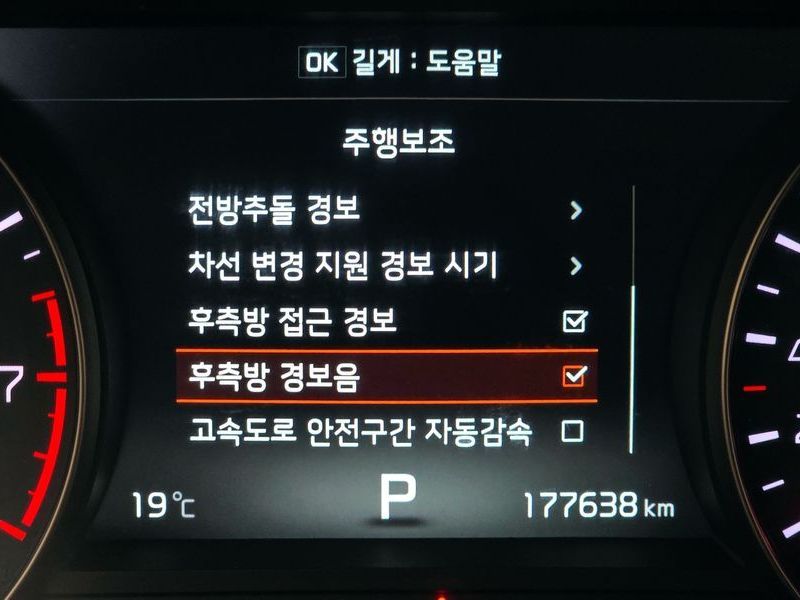 OK 길게 : 도움말
주행보조
전방추돌 경보
차선 변경 지원 경보 시기
후측방 접근 경보
후측방 경보음
고속도로 안전구간 자동감속
19℃ P 177638 km
7